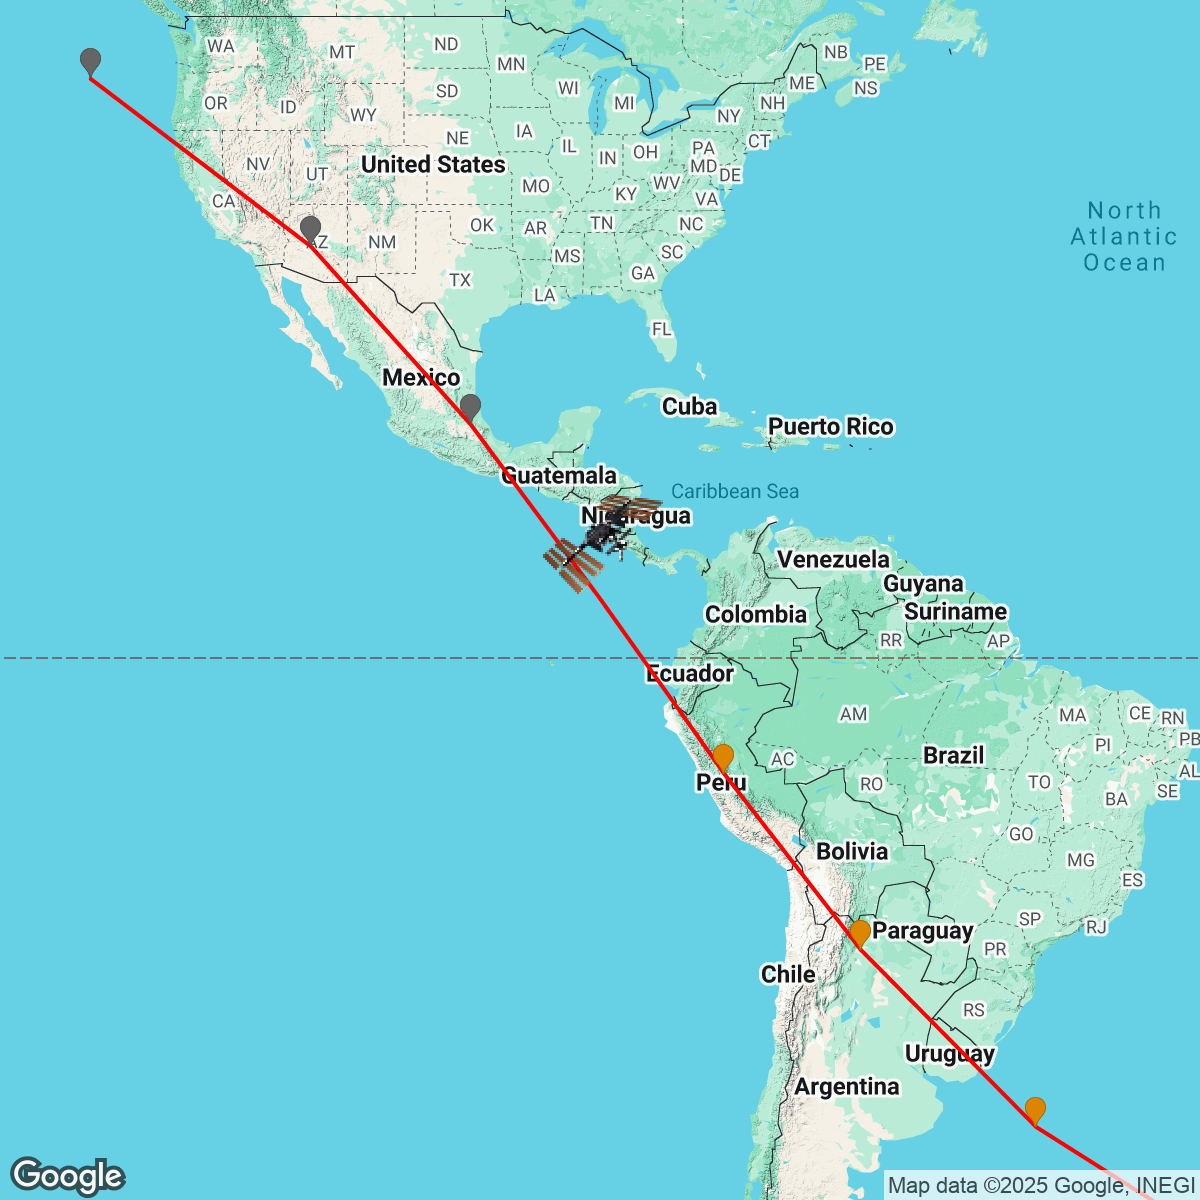 WA
MT
ND
MN
NB
PE
OR
ID
WY
SD
WI
MI
ME
NS
NH
NY
NE
IA
IL
IN
OH
PA
CT
NV
UT
United States
MD
DE
CA
MO
KY
WV
VA
AZ
NM
OK
AR
TN
NC
North
Atlantic
Ocean
MS
SC
TX
LA
GA
FL
Mexico
Cuba
Puerto Rico
Guatemala
Caribbean Sea
Nicaragua
Venezuela
Guyana
Suriname
Colombia
RR
AP
Ecuador
AM
MA
CE
RN
PI
PB
Peru
AC
Brazil
RO
TO
AL
SE
BA
GO
Bolivia
MG
ES
SP
RJ
Paraguay
PR
Chile
RS
Uruguay
Argentina
Google
Map data ©2025 Google, INEGI